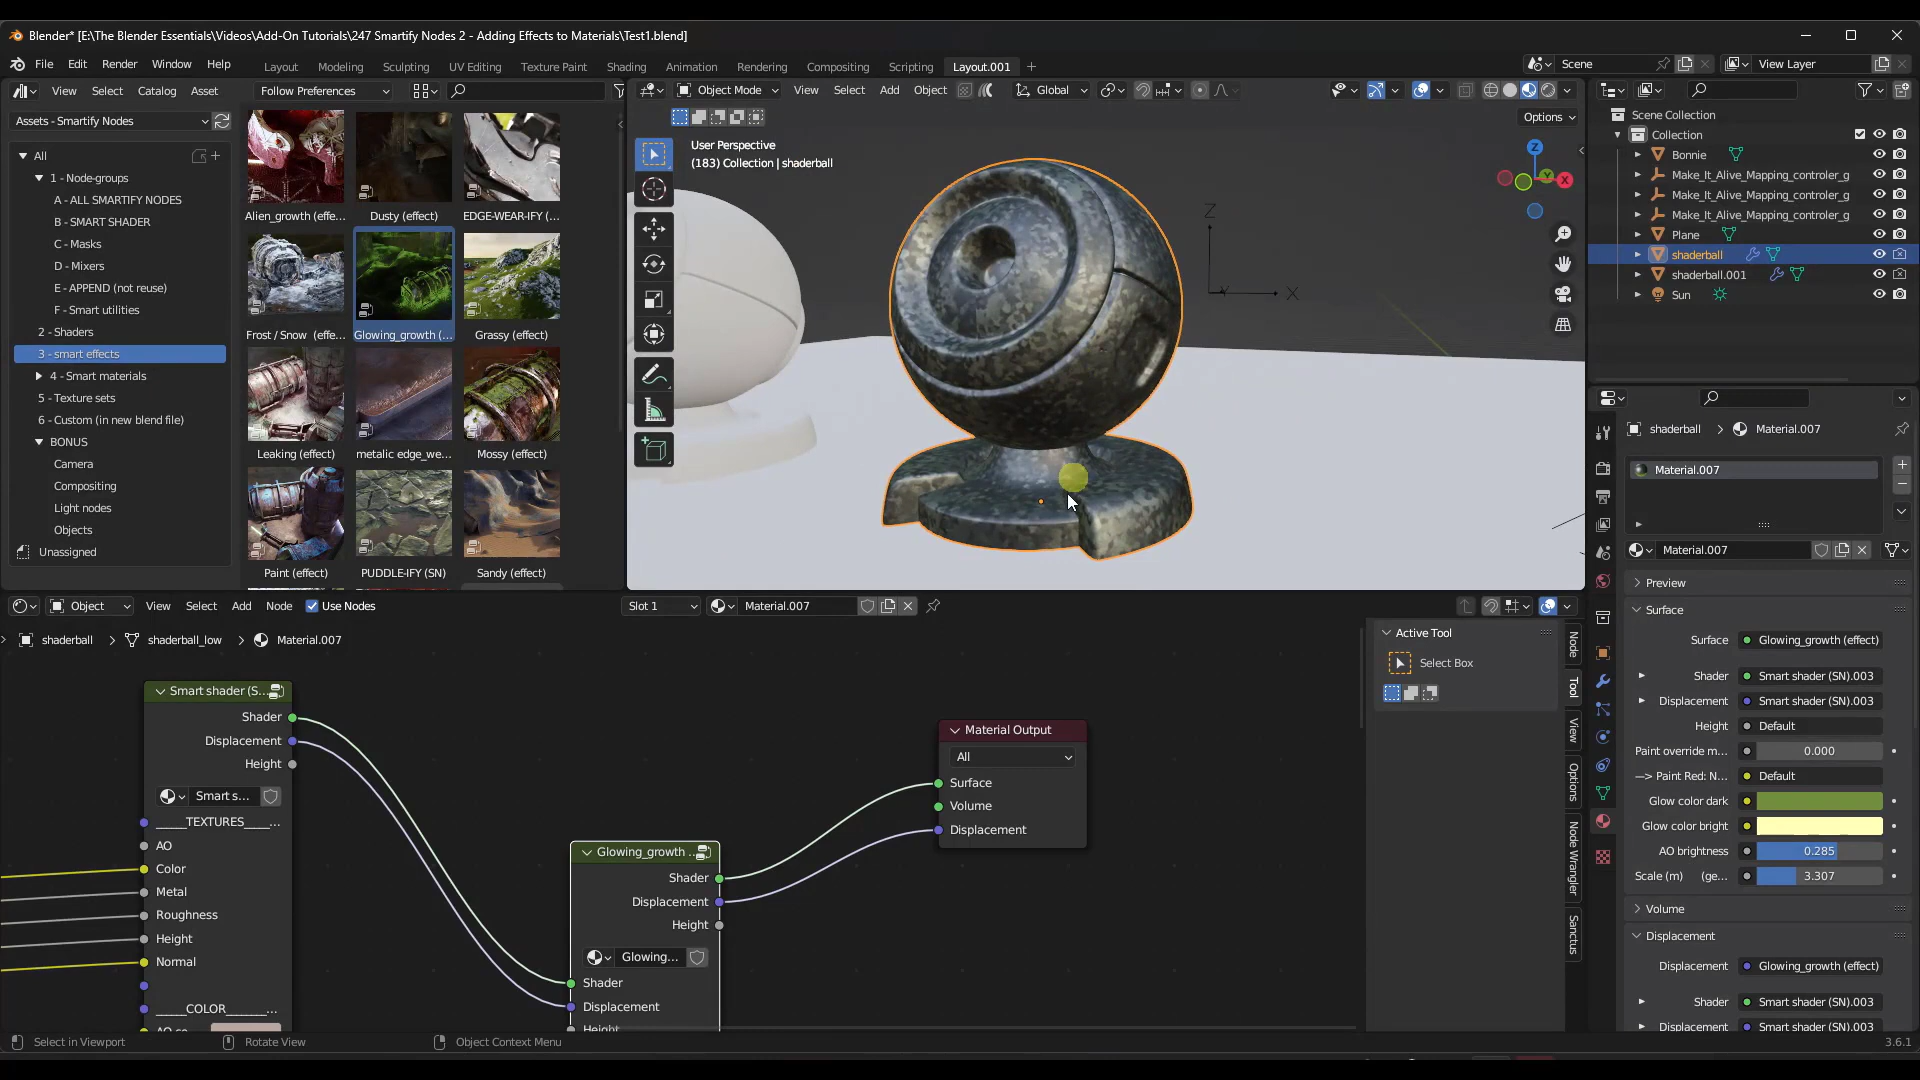 Blender* [E:\The Blender Essentials\Videos\Add-On Tutorials\247 Smartify Nodes 2 - Adding Effects to Materials\Test1.blend]
File Edit Render Window Help
Layout Modeling Sculpting UV Editing Texture Paint Shading Animation Rendering Compositing Scripting Layout.001 +
Scene
View Layer
View Select Catalog Asset
Follow Preferences
Object Mode
View Select Add Object
Global
Assets - Smartify Nodes
All
1 - Node-groups
A - ALL SMARTIFY NODES
B - SMART SHADER
C - Masks
D - Mixers
E - APPEND (not reuse)
F - Smart utilities
2 - Shaders
3 - smart effects
4 - Smart materials
5 - Texture sets
6 - Custom (in new blend file)
BONUS
Camera
Compositing
Light nodes
Objects
Unassigned
Alien_growth (effe...
Dusty (effect)
EDGE-WEAR-IFY (...
Frost / Snow (effe...
Glowing_growth (...
Grassy (effect)
Leaking (effect)
metalic edge_we...
Mossy (effect)
Paint (effect)
PUDDLE-IFY (SN)
Sandy (effect)
Options
User Perspective
(183) Collection | shaderball
Z
X
Z
Y
X
Scene Collection
Collection
Bonnie
Make_It_Alive_Mapping_controler_g
Make_It_Alive_Mapping_controler_g
Make_It_Alive_Mapping_controler_g
Plane
shaderball
shaderball.001
Sun
shaderball > Material.007
Material.007
Material.007
Preview
Surface
Surface Glowing_growth (effect)
Shader Smart shader (SN).003
Displacement Smart shader (SN).003
Height Default
Paint override m... 0.000
—> Paint Red: N... Default
Glow color dark
Glow color bright
AO brightness 0.285
Scale (m) (ge... 3.307
Volume
Displacement
Displacement Glowing_growth (effect)
Shader Smart shader (SN).003
Displacement Smart shader (SN).003
Object
View Select Add Node
Use Nodes
Slot 1
Material.007
shaderball > shaderball_low > Material.007
Smart shader (S...
Shader
Displacement
Height
Smart s...
_____TEXTURES____...
AO
Color
Metal
Roughness
Height
Normal
_____COLOR_______...
Glowing_growth ...
Shader
Displacement
Height
Glowing...
Shader
Displacement
Height
Material Output
All
Surface
Volume
Displacement
Active Tool
Select Box
Node
Tool
View
Options
Node Wrangler
Sanctus
Select in Viewport
Rotate View
Object Context Menu
3.6.1